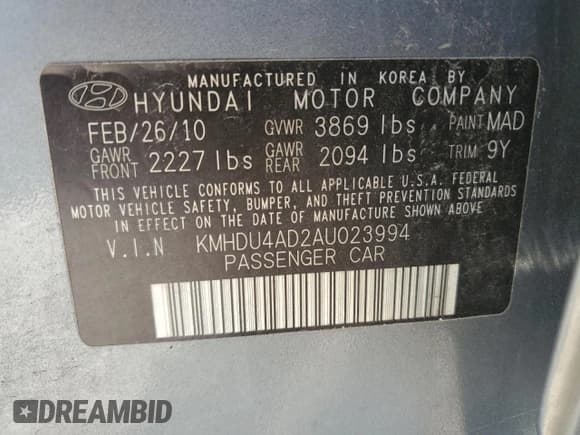 MANUFACTURED IN KOREA BY
HYUNDAI MOTOR COMPANY
FEB/26/10 GVWR 3869 lbs PAINT MAD
GAWR FRONT 2227 lbs GAWR REAR 2094 lbs TRIM 9Y
THIS VEHICLE CONFORMS TO ALL APPLICABLE U.S.A. FEDERAL
MOTOR VEHICLE SAFETY, BUMPER, AND THEFT PREVENTION STANDARDS
IN EFFECT ON THE DATE OF MANUFACTURE SHOWN ABOVE.
V.I.N KMHDU4AD2AU023994
PASSENGER CAR
DREAMBID